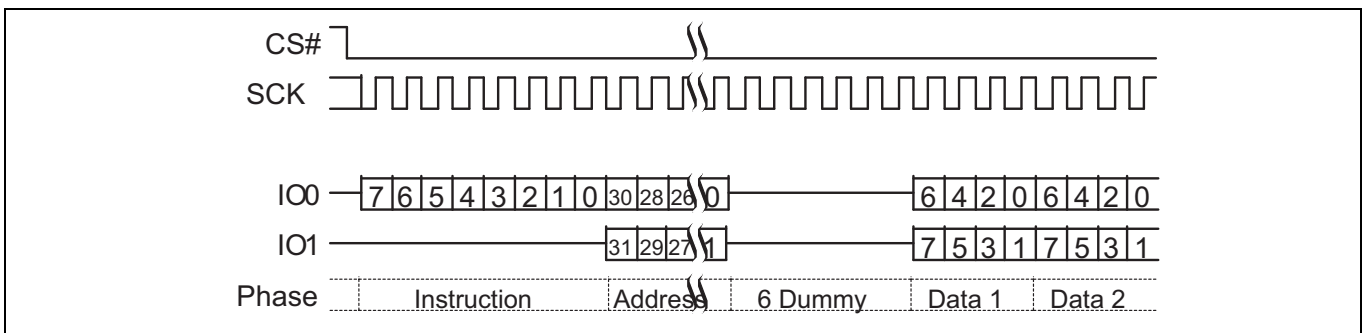 CS#
SCK
IO0 7 6 5 4 3 2 1 0 30 28 26 0 6 4 2 0 6 4 2 0
IO1 31 29 27 1 7 5 3 1 7 5 3 1
Phase Instruction Address 6 Dummy Data 1 Data 2